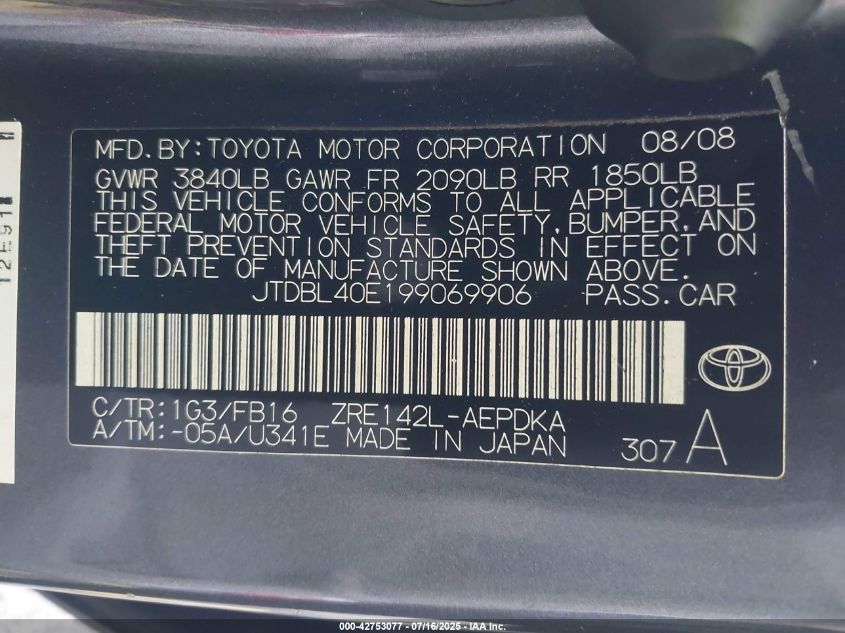 MFD.BY:TOYOTA MOTOR CORPORATION 08/08
GVWR 3840LB GAWR FR 2090LB RR 1850LB
THIS VEHICLE CONFORMS TO ALL APPLICABLE
FEDERAL MOTOR VEHICLE SAFETY, BUMPER, AND
THEFT PREVENTION STANDARDS IN EFFECT ON
THE DATE OF MANUFACTURE SHOWN ABOVE.
JTDBL40E199069906 PASS.CAR
C/TR:1G3/FB16 ZRE142L-AEPDKA
A/TM:-05A/U341E MADE IN JAPAN 307 A
000-42753077 - 07/16/2025 - IAA Inc.